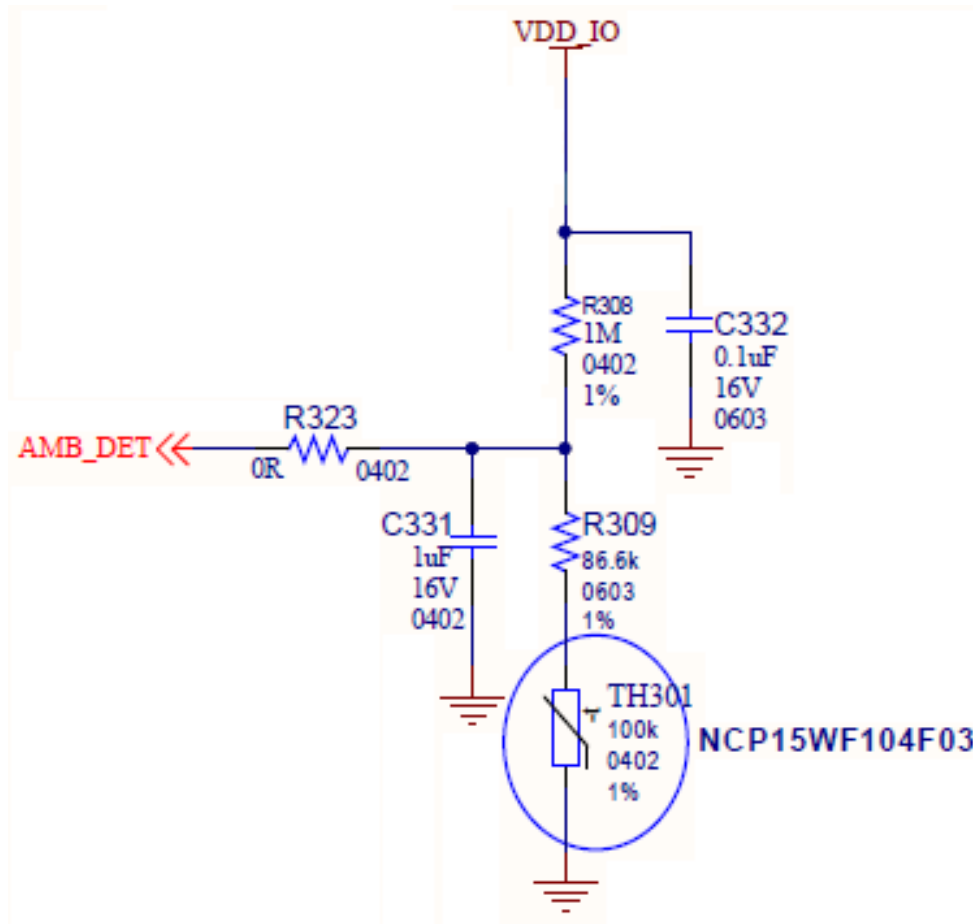 VDD_IO
R308
1M
0402
1%
C332
0.1uF
16V
0603
AMB_DET
R323
0R
0402
C331
1uF
16V
0402
R309
86.6k
0603
1%
-t
TH301
100k
0402
1%
NCP15WF104F03